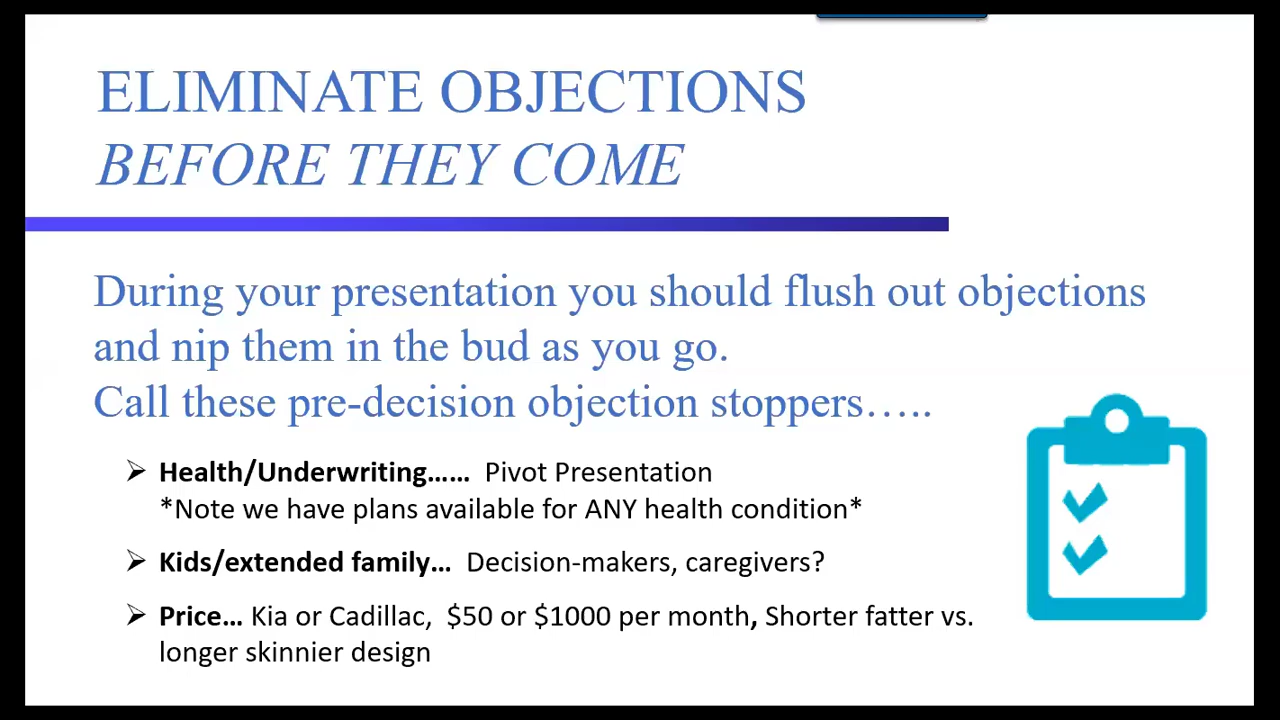 ELIMINATE OBJECTIONS
BEFORE THEY COME
During your presentation you should flush out objections
and nip them in the bud as you go.
Call these pre-decision objection stoppers…..
➢ Health/Underwriting…… Pivot Presentation
*Note we have plans available for ANY health condition*
➢ Kids/extended family… Decision-makers, caregivers?
➢ Price… Kia or Cadillac, $50 or $1000 per month, Shorter fatter vs.
longer skinnier design